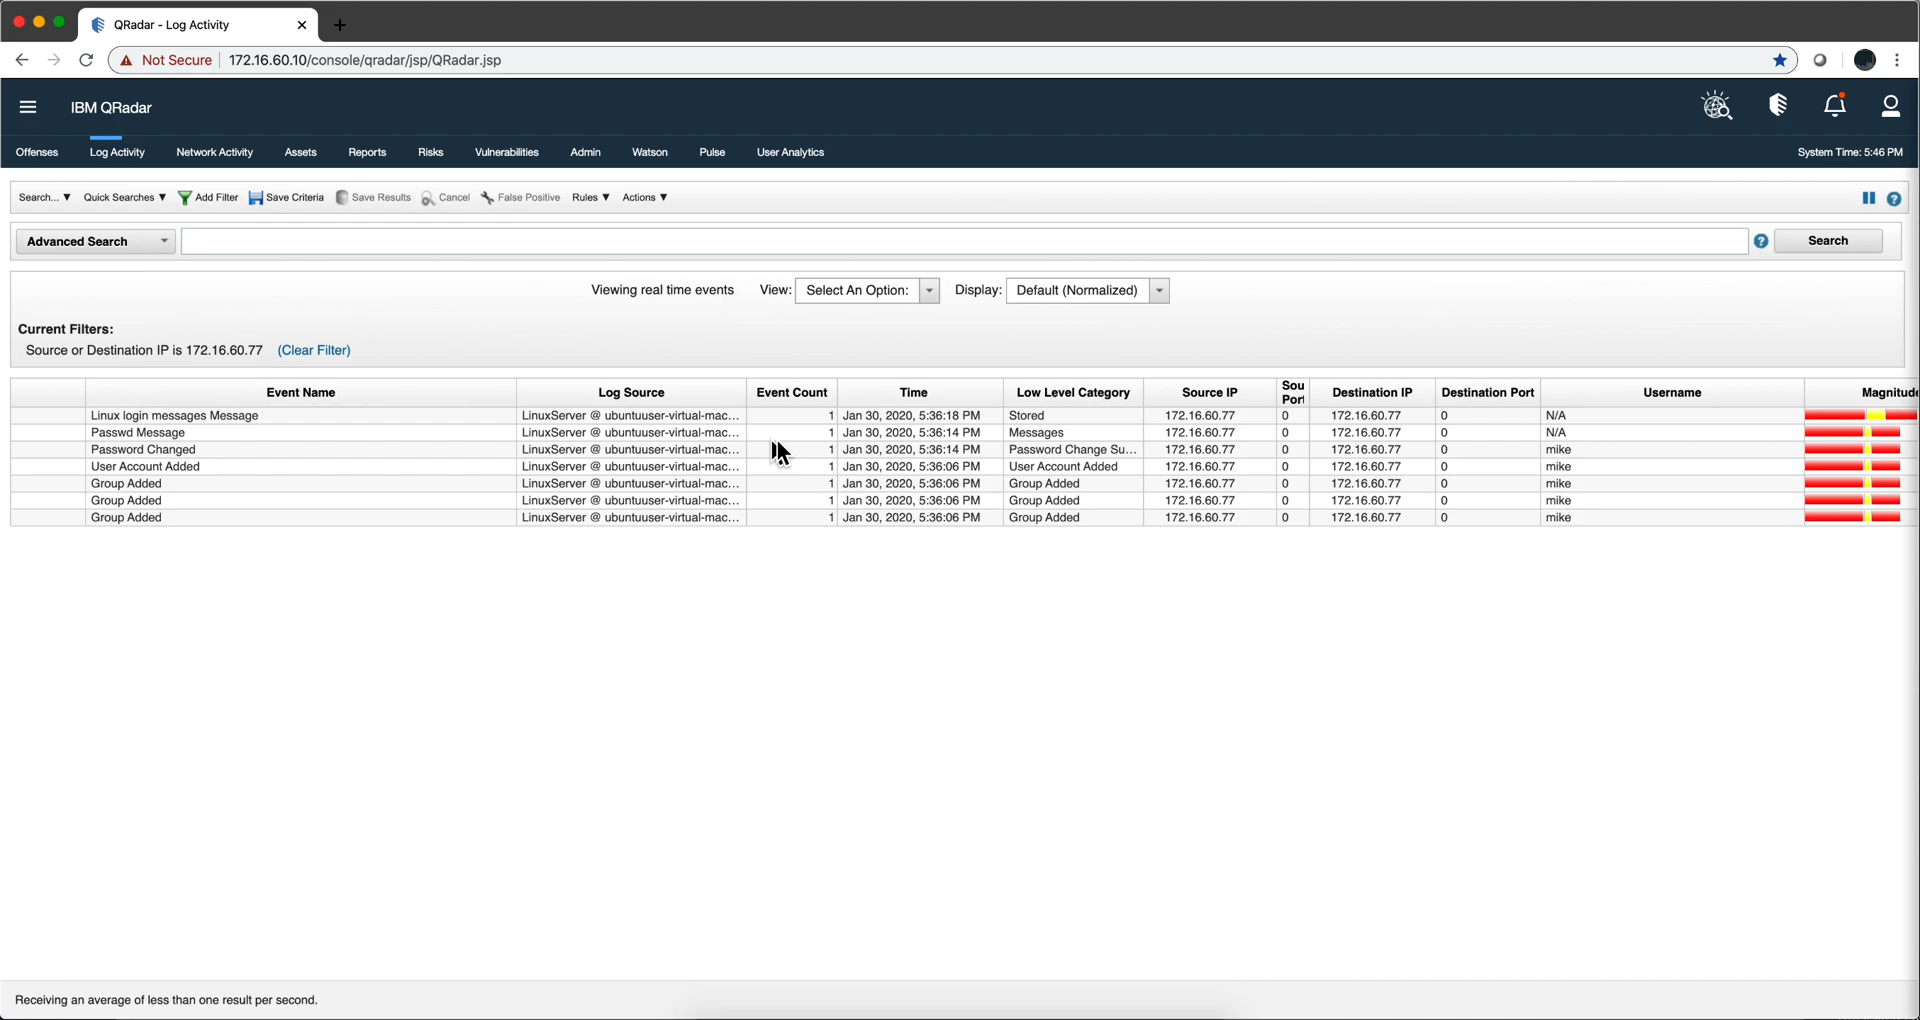 QRadar - Log Activity
Not Secure 172.16.60.10/console/qradar/jsp/QRadar.jsp
IBM QRadar
Offenses Log Activity Network Activity Assets Reports Risks Vulnerabilities Admin Watson Pulse User Analytics System Time: 5:46 PM
Search... Quick Searches Add Filter Save Criteria Save Results Cancel False Positive Rules Actions
Advanced Search Search
Viewing real time events View: Select An Option: Display: Default (Normalized)
Current Filters:
Source or Destination IP is 172.16.60.77 (Clear Filter)
Event Name Log Source Event Count Time Low Level Category Source IP Sou Port Destination IP Destination Port Username Magnitude
Linux login messages Message LinuxServer @ ubuntuuser-virtual-mac... 1 Jan 30, 2020, 5:36:18 PM Stored 172.16.60.77 0 172.16.60.77 0 N/A
Passwd Message LinuxServer @ ubuntuuser-virtual-mac... 1 Jan 30, 2020, 5:36:14 PM Messages 172.16.60.77 0 172.16.60.77 0 N/A
Password Changed LinuxServer @ ubuntuuser-virtual-mac... 1 Jan 30, 2020, 5:36:14 PM Password Change Su... 172.16.60.77 0 172.16.60.77 0 mike
User Account Added LinuxServer @ ubuntuuser-virtual-mac... 1 Jan 30, 2020, 5:36:06 PM User Account Added 172.16.60.77 0 172.16.60.77 0 mike
Group Added LinuxServer @ ubuntuuser-virtual-mac... 1 Jan 30, 2020, 5:36:06 PM Group Added 172.16.60.77 0 172.16.60.77 0 mike
Group Added LinuxServer @ ubuntuuser-virtual-mac... 1 Jan 30, 2020, 5:36:06 PM Group Added 172.16.60.77 0 172.16.60.77 0 mike
Group Added LinuxServer @ ubuntuuser-virtual-mac... 1 Jan 30, 2020, 5:36:06 PM Group Added 172.16.60.77 0 172.16.60.77 0 mike
Receiving an average of less than one result per second.